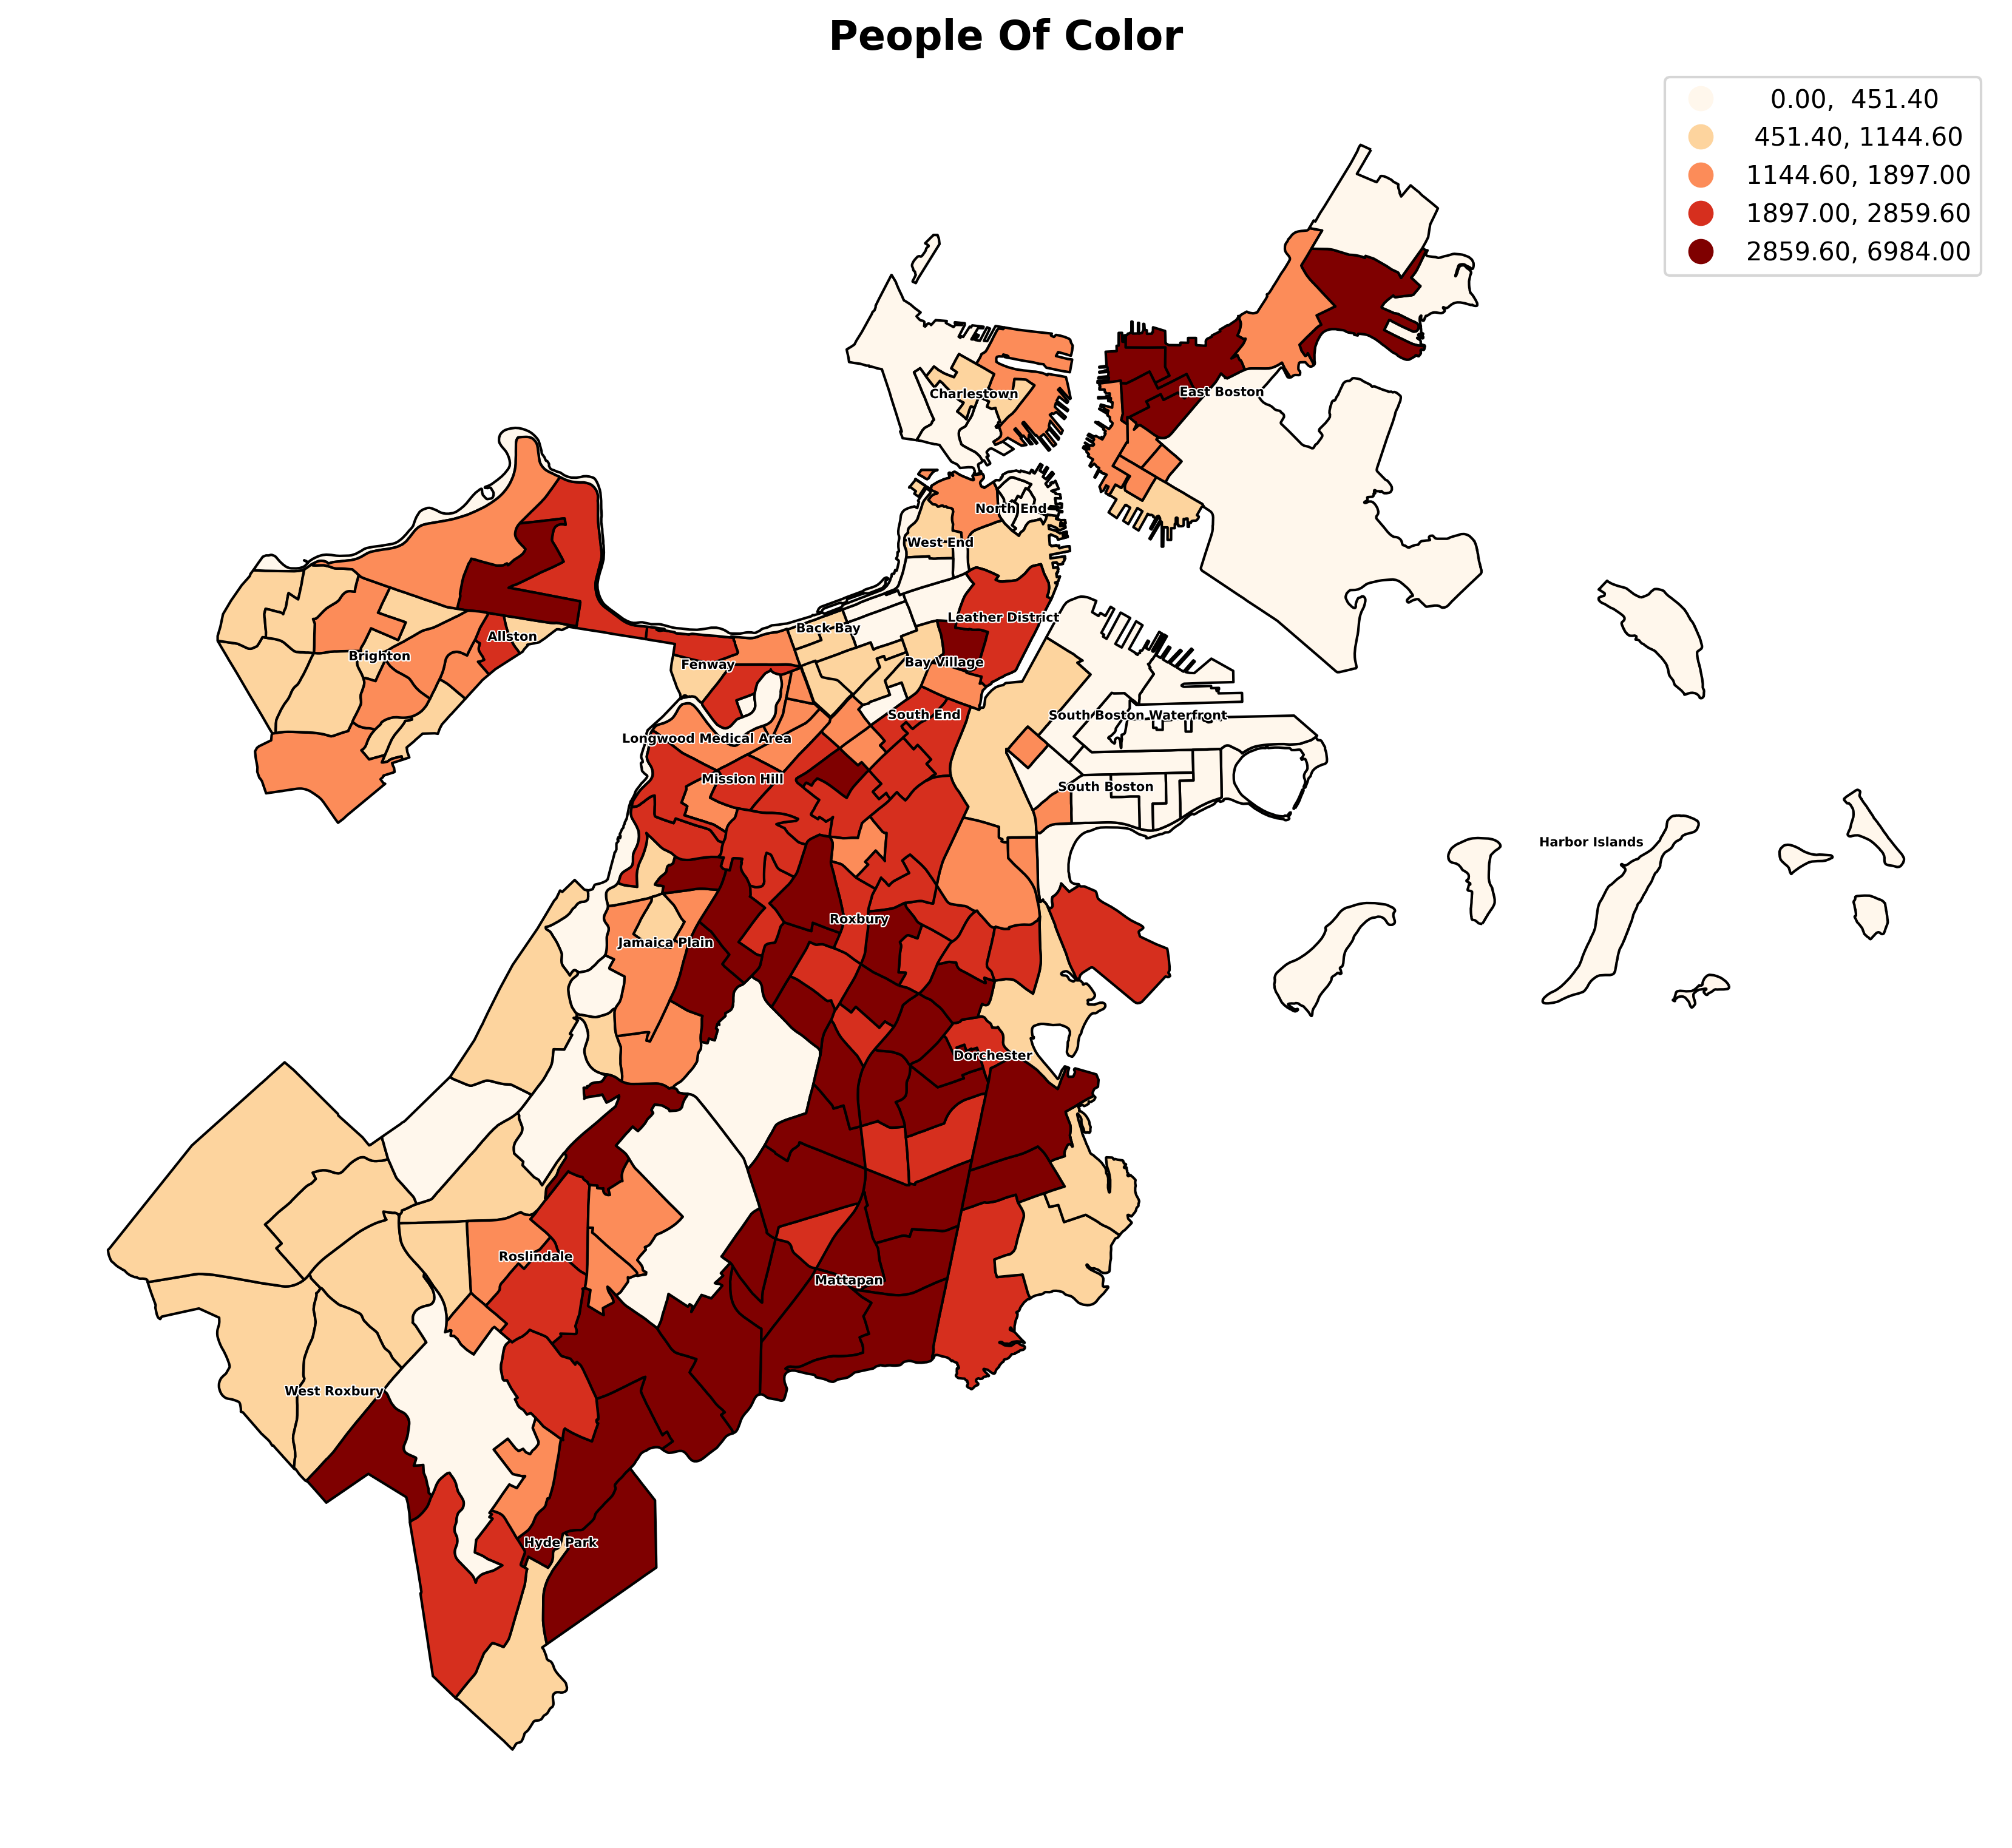 People Of Color
0.00,  451.40
451.40, 1144.60
1144.60, 1897.00
1897.00, 2859.60
2859.60, 6984.00
Charlestown
East Boston
North End
West End
Leather District
Back Bay
Allston
Brighton
Fenway
Bay Village
South End
South Boston Waterfront
Longwood Medical Area
Mission Hill
South Boston
Harbor Islands
Roxbury
Jamaica Plain
Dorchester
Roslindale
Mattapan
West Roxbury
Hyde Park